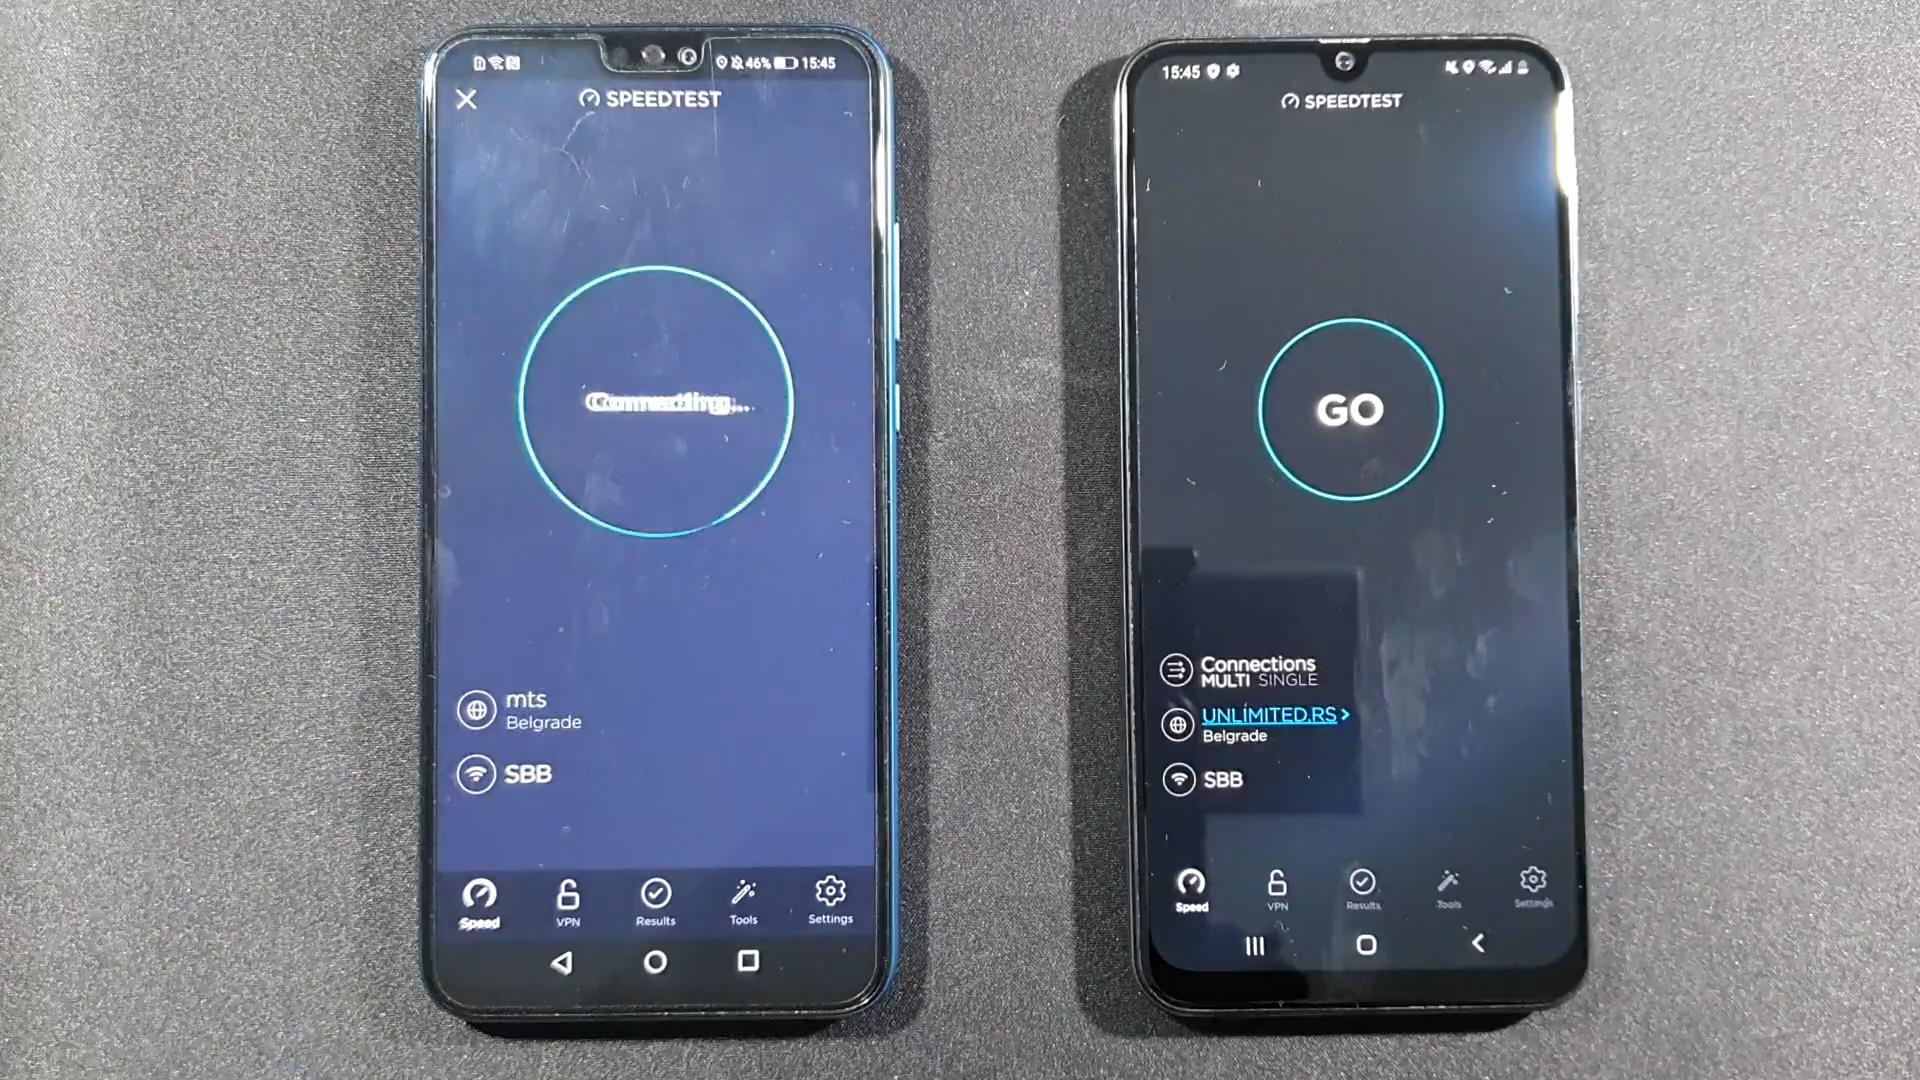 46% 15:45
SPEEDTEST
Connecting...
mts
Belgrade
SBB
Speed VPN Results Tools Settings
15:45
SPEEDTEST
GO
Connections
MULTI SINGLE
UNLIMITED.RS >
Belgrade
SBB
Speed VPN Results Tools Settings